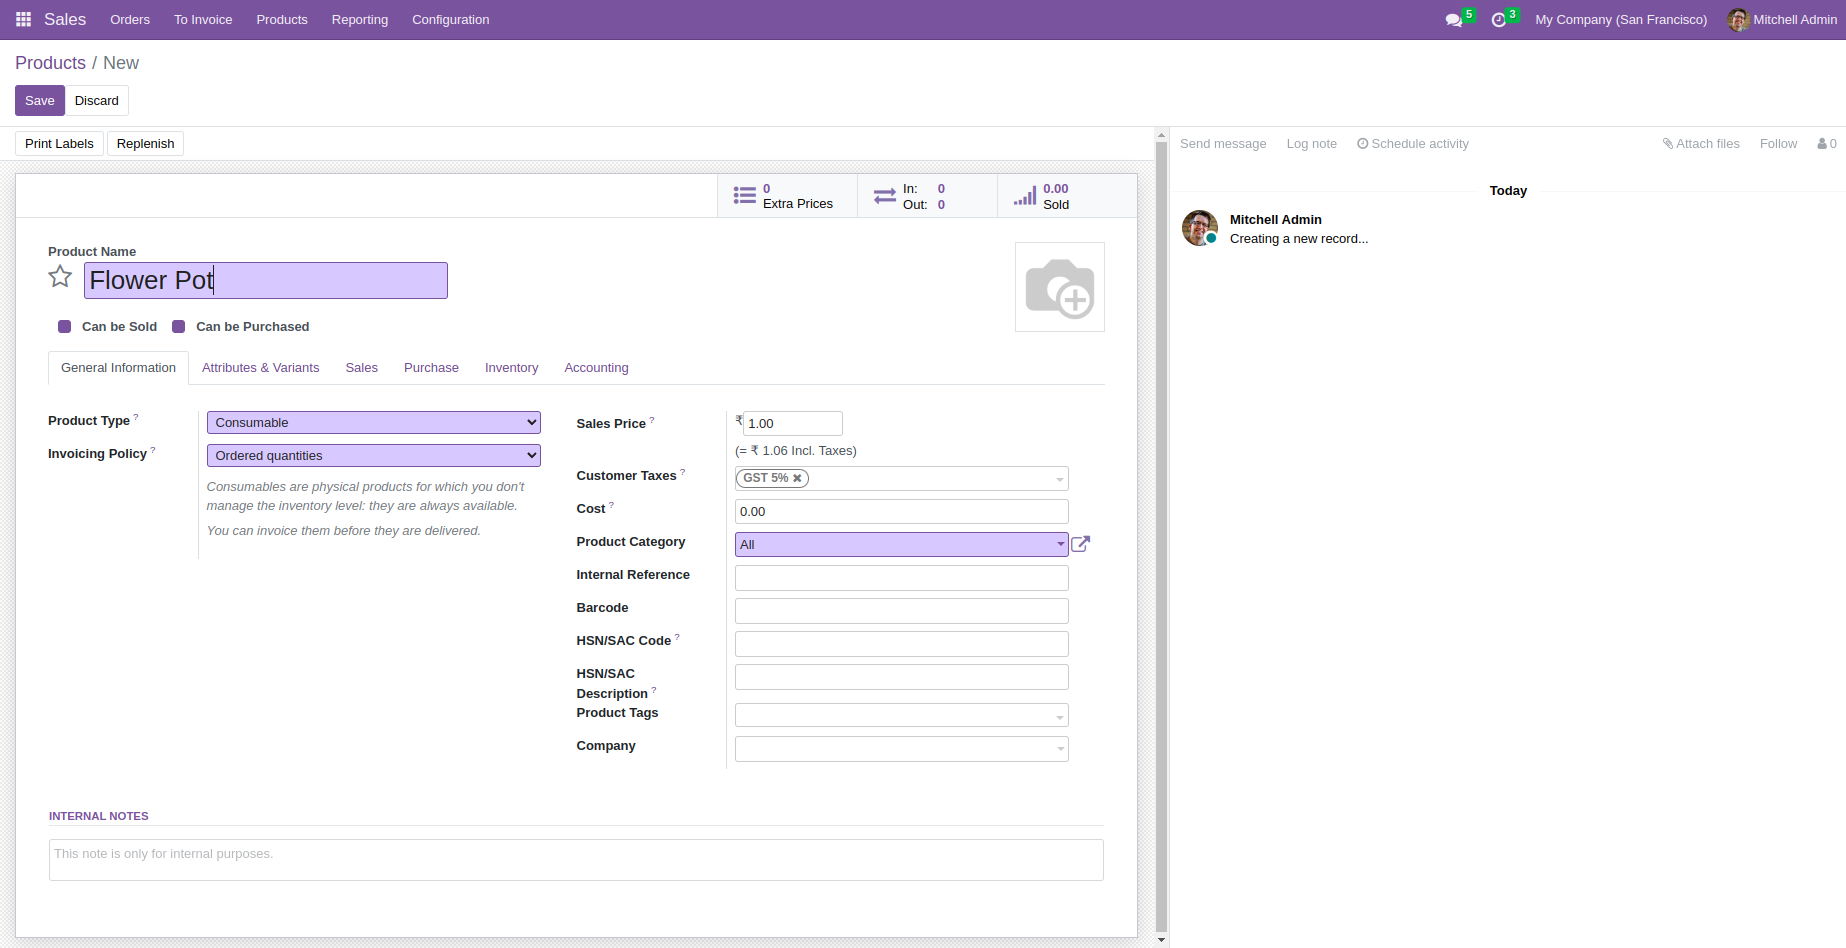 Sales Orders To Invoice Products Reporting Configuration 5 3 My Company (San Francisco) Mitchell Admin
Products / New
Save Discard
Print Labels Replenish
Send message Log note Schedule activity Attach files Follow 0
0
Extra Prices
In: 0
Out: 0
0.00
Sold
Today
Mitchell Admin
Creating a new record...
Product Name
Flower Pot
Can be Sold Can be Purchased
General Information Attributes & Variants Sales Purchase Inventory Accounting
Product Type ? Consumable
Invoicing Policy ? Ordered quantities
Consumables are physical products for which you don't
manage the inventory level: they are always available.
You can invoice them before they are delivered.
Sales Price ? ₹ 1.00
(= ₹ 1.06 Incl. Taxes)
Customer Taxes ? GST 5% ✖
Cost ? 0.00
Product Category All
Internal Reference
Barcode
HSN/SAC Code ?
HSN/SAC
Description ?
Product Tags
Company
INTERNAL NOTES
This note is only for internal purposes.